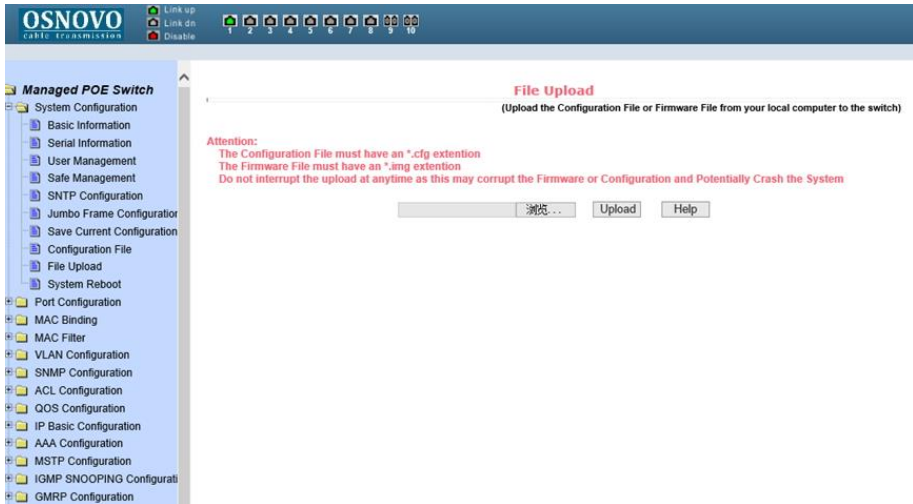 OSNOVO
cable transmission
Link up
Link dn
Disable
1 2 3 4 5 6 7 8 9 10
Managed POE Switch
System Configuration
Basic Information
Serial Information
User Management
Safe Management
SNTP Configuration
Jumbo Frame Configuration
Save Current Configuration
Configuration File
File Upload
System Reboot
Port Configuration
MAC Binding
MAC Filter
VLAN Configuration
SNMP Configuration
ACL Configuration
QOS Configuration
IP Basic Configuration
AAA Configuration
MSTP Configuration
IGMP SNOOPING Configurati
GMRP Configuration
File Upload
(Upload the Configuration File or Firmware File from your local computer to the switch)
Attention:
The Configuration File must have an *.cfg extention
The Firmware File must have an *.img extention
Do not interrupt the upload at anytime as this may corrupt the Firmware or Configuration and Potentially Crash the System
浏览... Upload Help